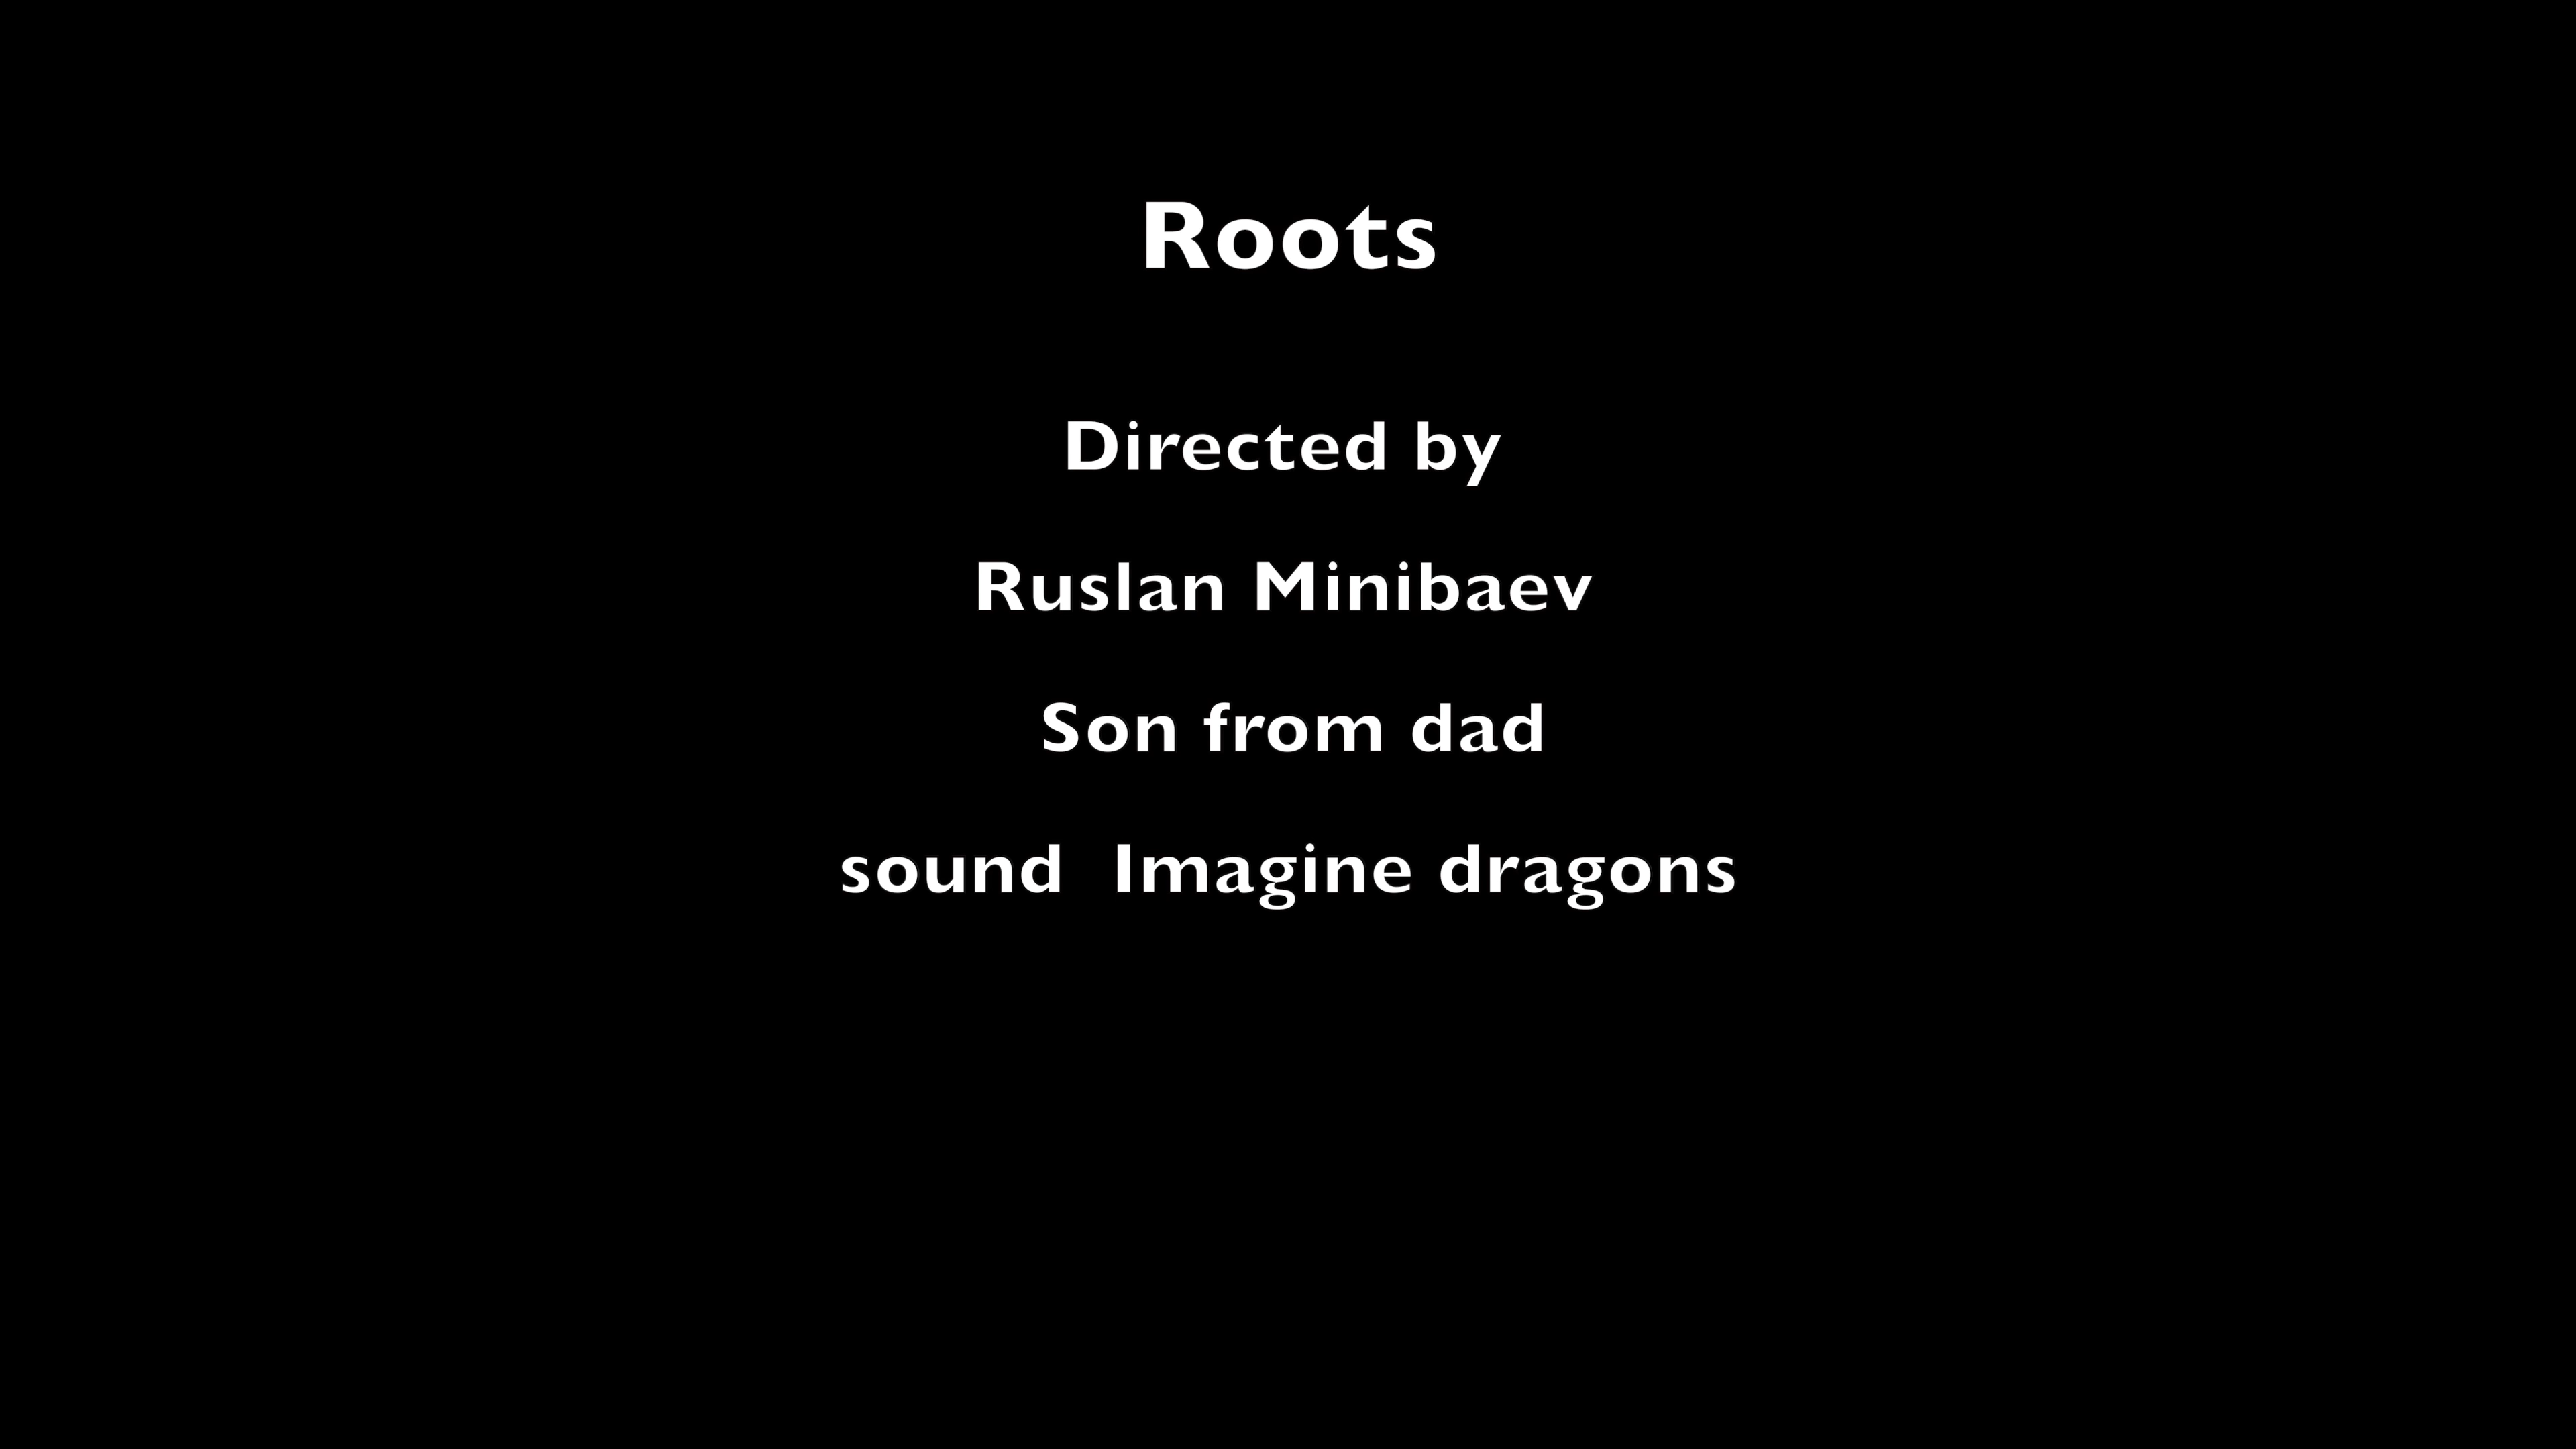 Roots
Directed by
Ruslan Minibaev
Son from dad
sound  Imagine dragons